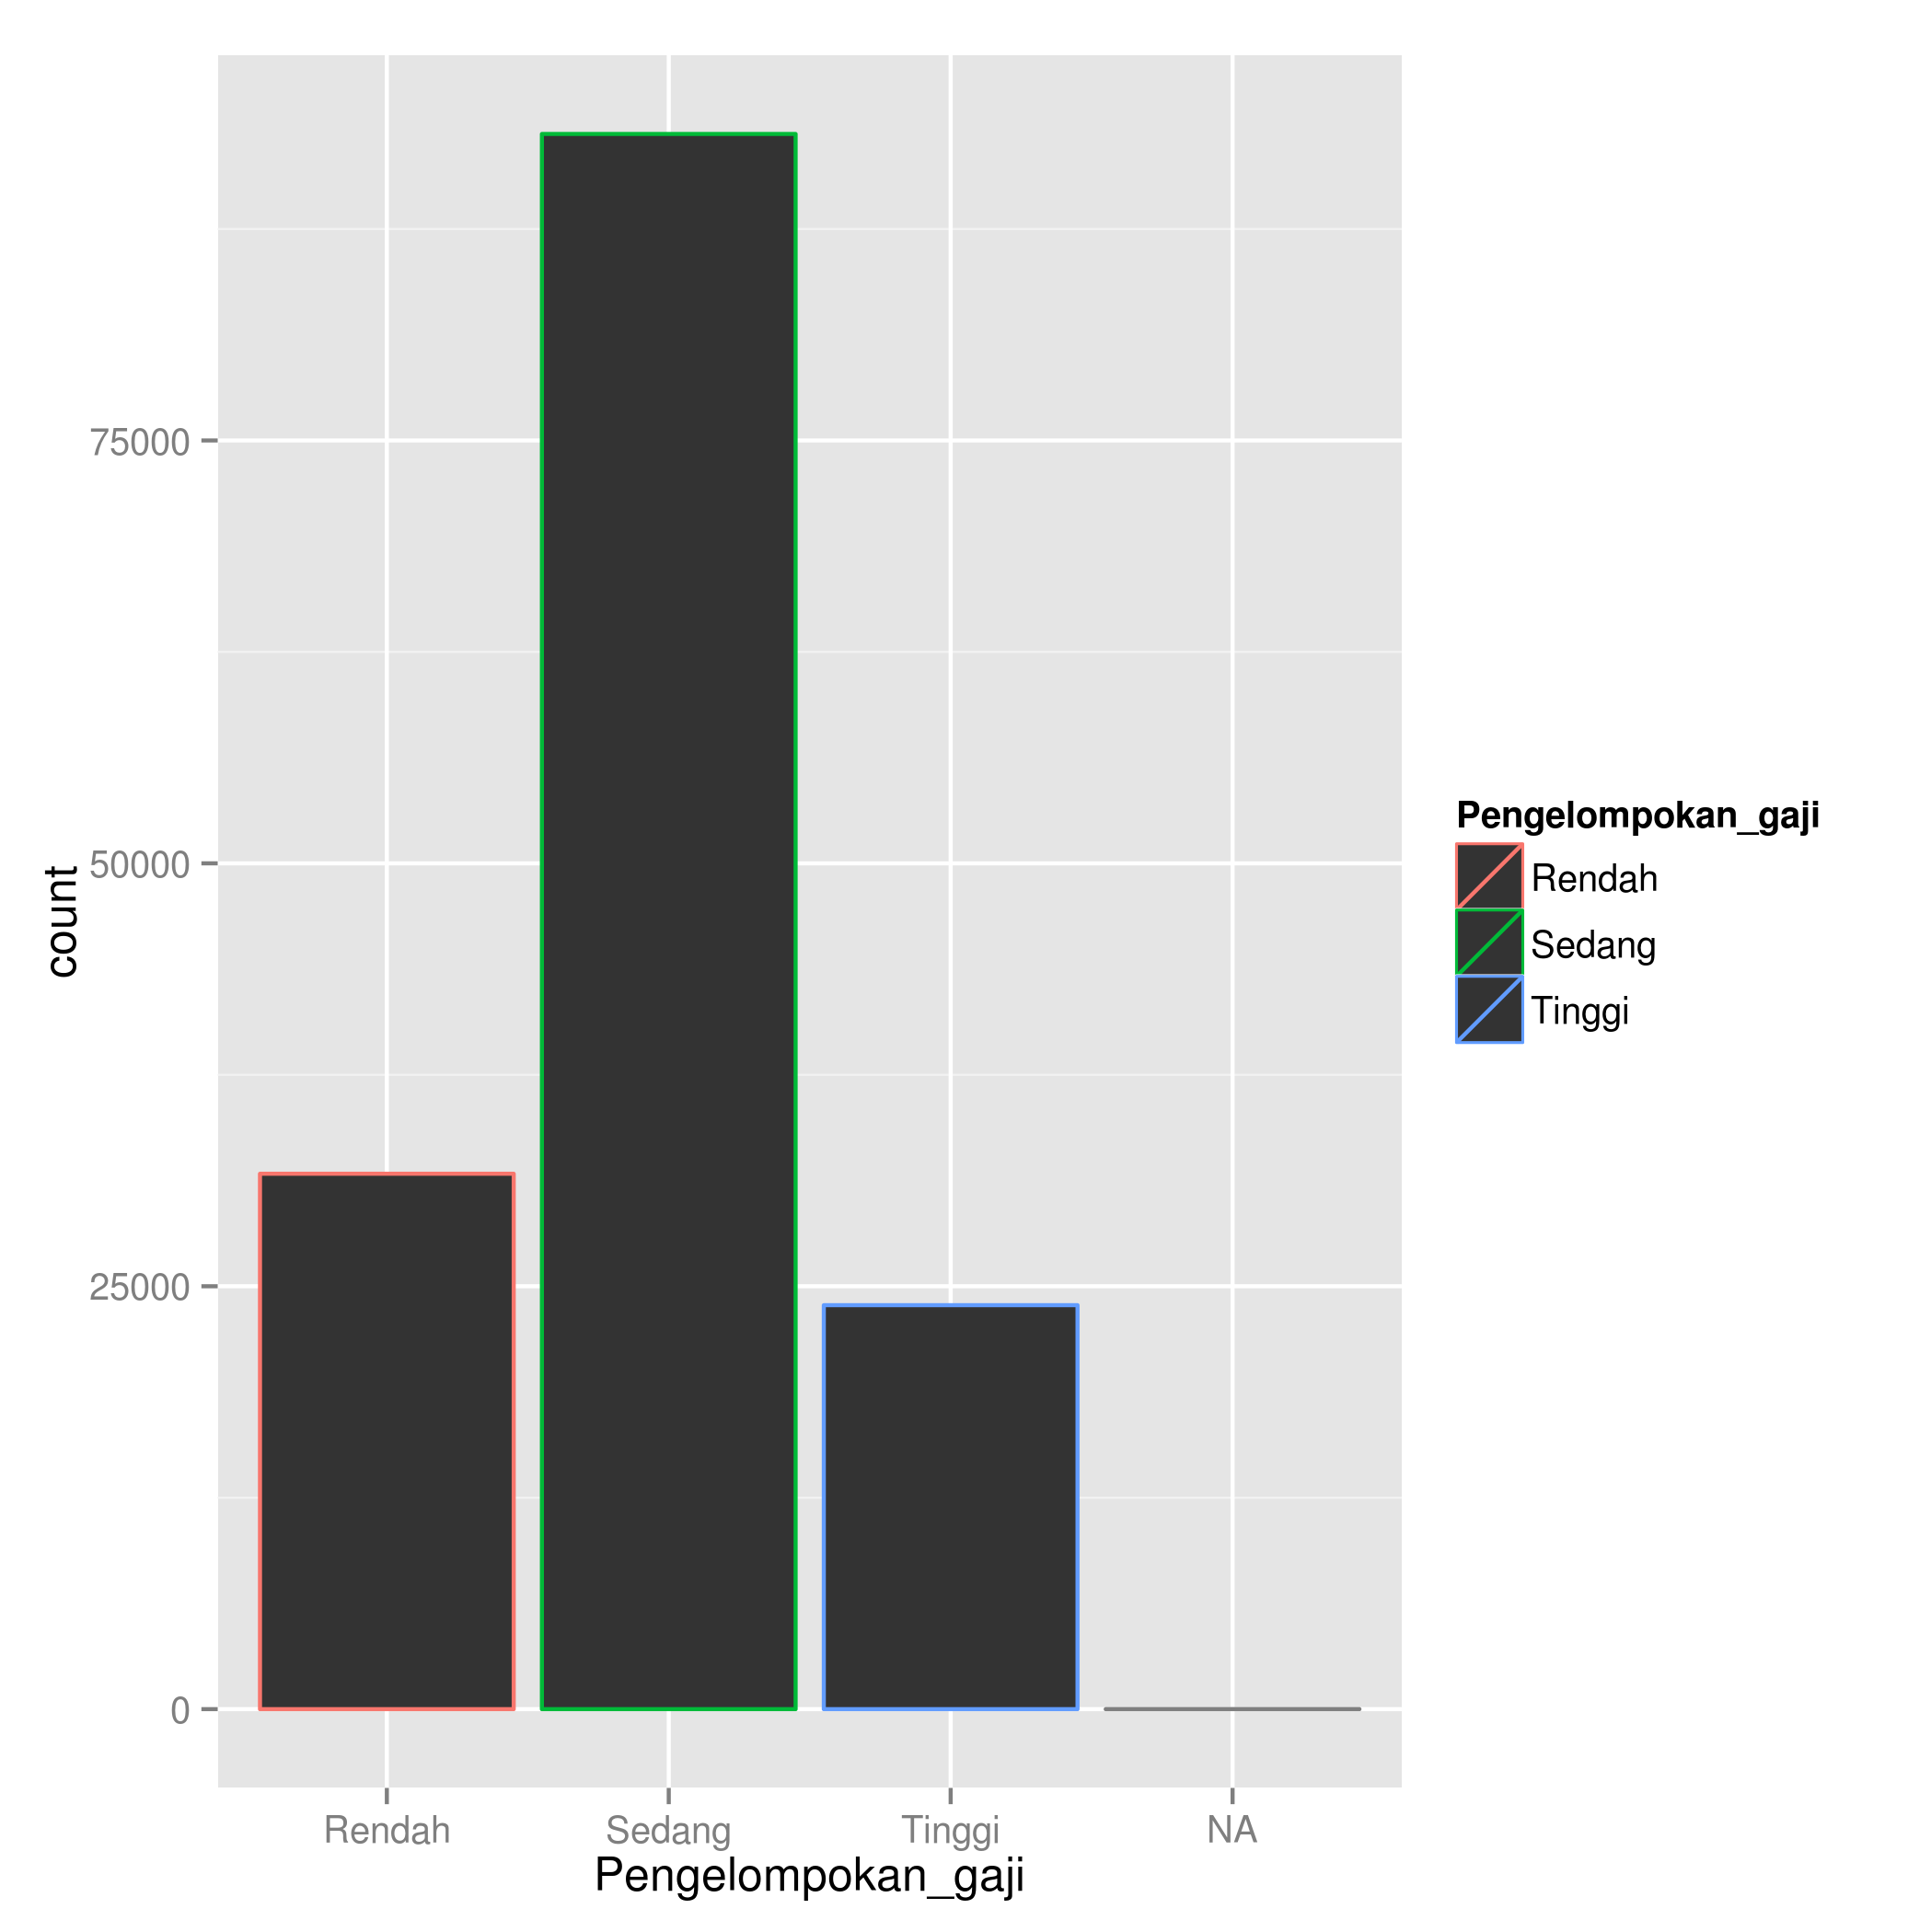 count
75000
50000
25000
0
Rendah Sedang Tinggi NA
Pengelompokan_gaji
Pengelompokan_gaji
Rendah
Sedang
Tinggi